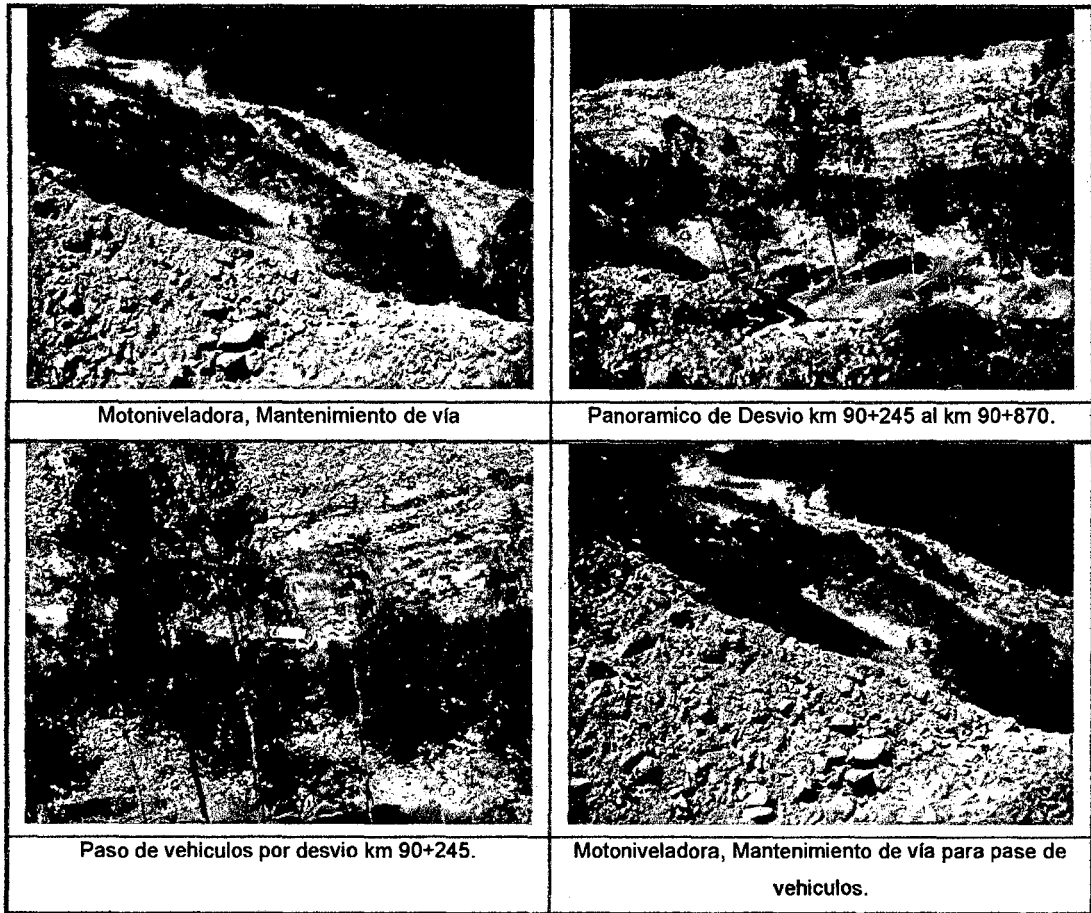 Motoniveladora, Mantenimiento de vía
Panoramico de Desvio km 90+245 al km 90+870.
Paso de vehiculos por desvio km 90+245.
Motoniveladora, Mantenimiento de vía para pase de
vehiculos.